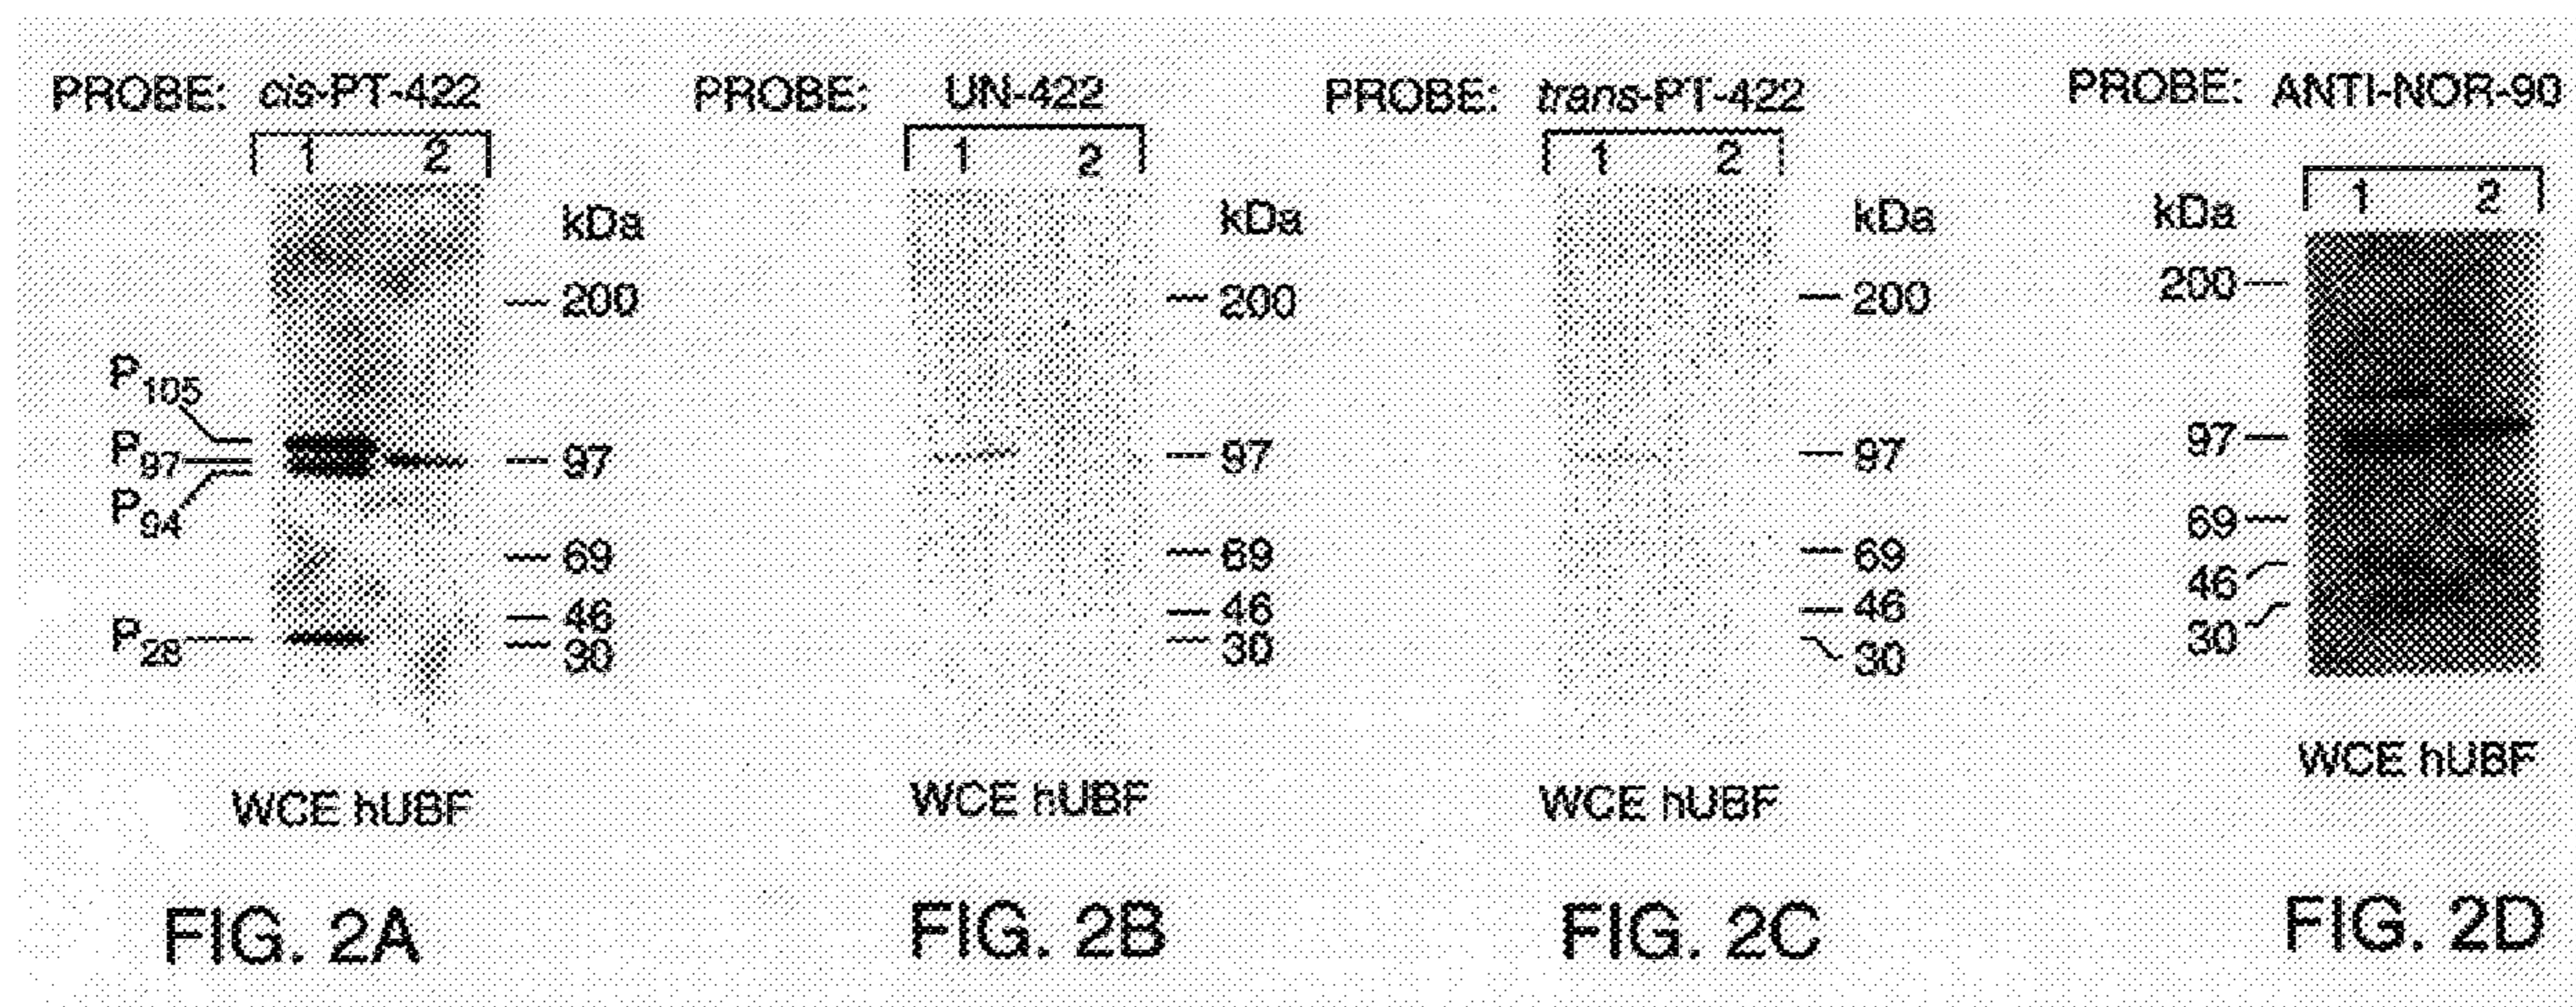 PROBE: cis-PT-422
1 2
kDa
200
P105
P97
P94
97
69
46
P28
30
WCE hUBF
FIG. 2A
PROBE: UN-422
1 2
kDa
200
97
69
46
30
WCE hUBF
FIG. 2B
PROBE: trans-PT-422
1 2
kDa
200
97
69
46
30
WCE hUBF
FIG. 2C
PROBE: ANTI-NOR-90
1 2
kDa
200
97
69
46
30
WCE hUBF
FIG. 2D